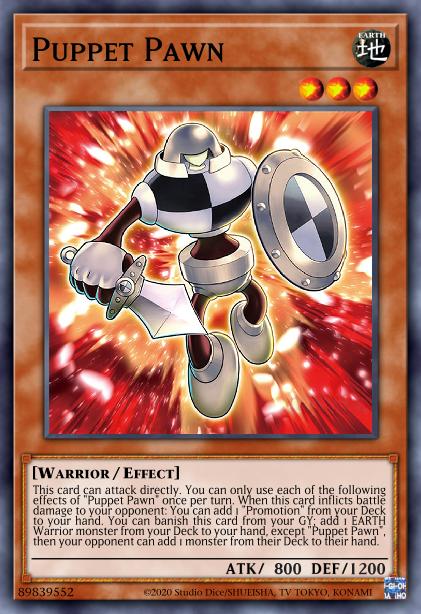 PUPPET PAWN
EARTH
地
[WARRIOR / EFFECT]
This card can attack directly. You can only use each of the following
effects of "Puppet Pawn" once per turn. When this card inflicts battle
damage to your opponent: You can add 1 "Promotion" from your Deck
to your hand. You can banish this card from your GY; add 1 EARTH
Warrior monster from your Deck to your hand, except "Puppet Pawn",
then your opponent can add 1 monster from their Deck to their hand.
ATK/ 800 DEF/1200
89839552 ©2020 Studio Dice/SHUEISHA, TV TOKYO, KONAMI